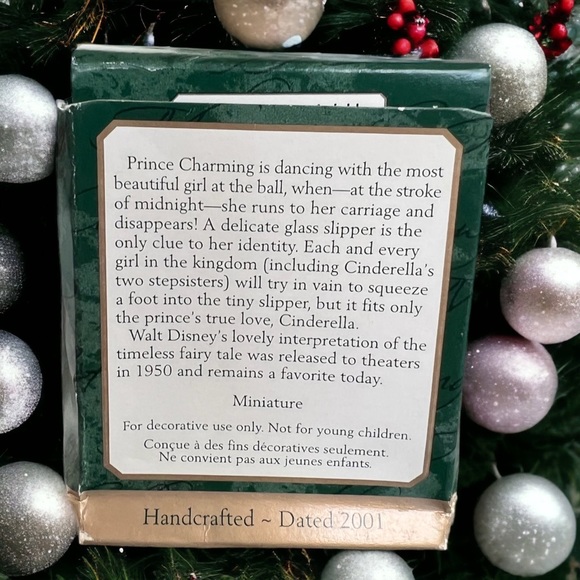 Prince Charming is dancing with the most
beautiful girl at the ball, when—at the stroke
of midnight—she runs to her carriage and
disappears! A delicate glass slipper is the
only clue to her identity. Each and every
girl in the kingdom (including Cinderella's
two stepsisters) will try in vain to squeeze
a foot into the tiny slipper, but it fits only
the prince's true love, Cinderella.
Walt Disney's lovely interpretation of the
timeless fairy tale was released to theaters
in 1950 and remains a favorite today.
Miniature
For decorative use only. Not for young children.
Conçue à des fins décoratives seulement.
Ne convient pas aux jeunes enfants.
Handcrafted ~ Dated 2001